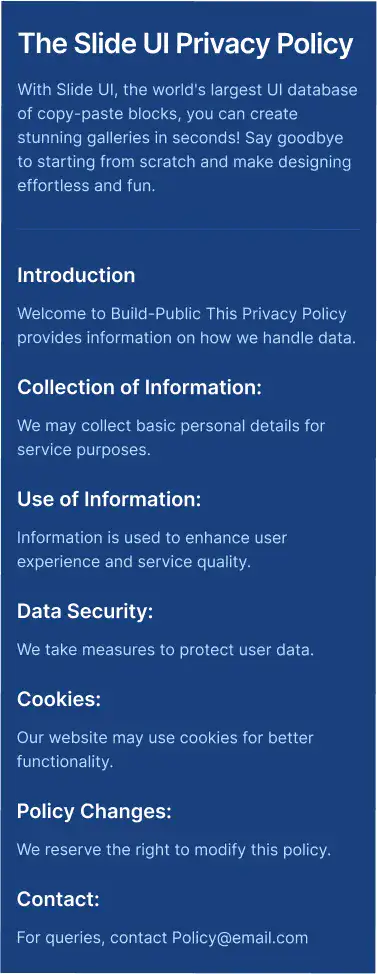 The Slide UI Privacy Policy
With Slide UI, the world's largest UI database
of copy-paste blocks, you can create
stunning galleries in seconds! Say goodbye
to starting from scratch and make designing
effortless and fun.
Introduction
Welcome to Build-Public This Privacy Policy
provides information on how we handle data.
Collection of Information:
We may collect basic personal details for
service purposes.
Use of Information:
Information is used to enhance user
experience and service quality.
Data Security:
We take measures to protect user data.
Cookies:
Our website may use cookies for better
functionality.
Policy Changes:
We reserve the right to modify this policy.
Contact:
For queries, contact Policy@email.com